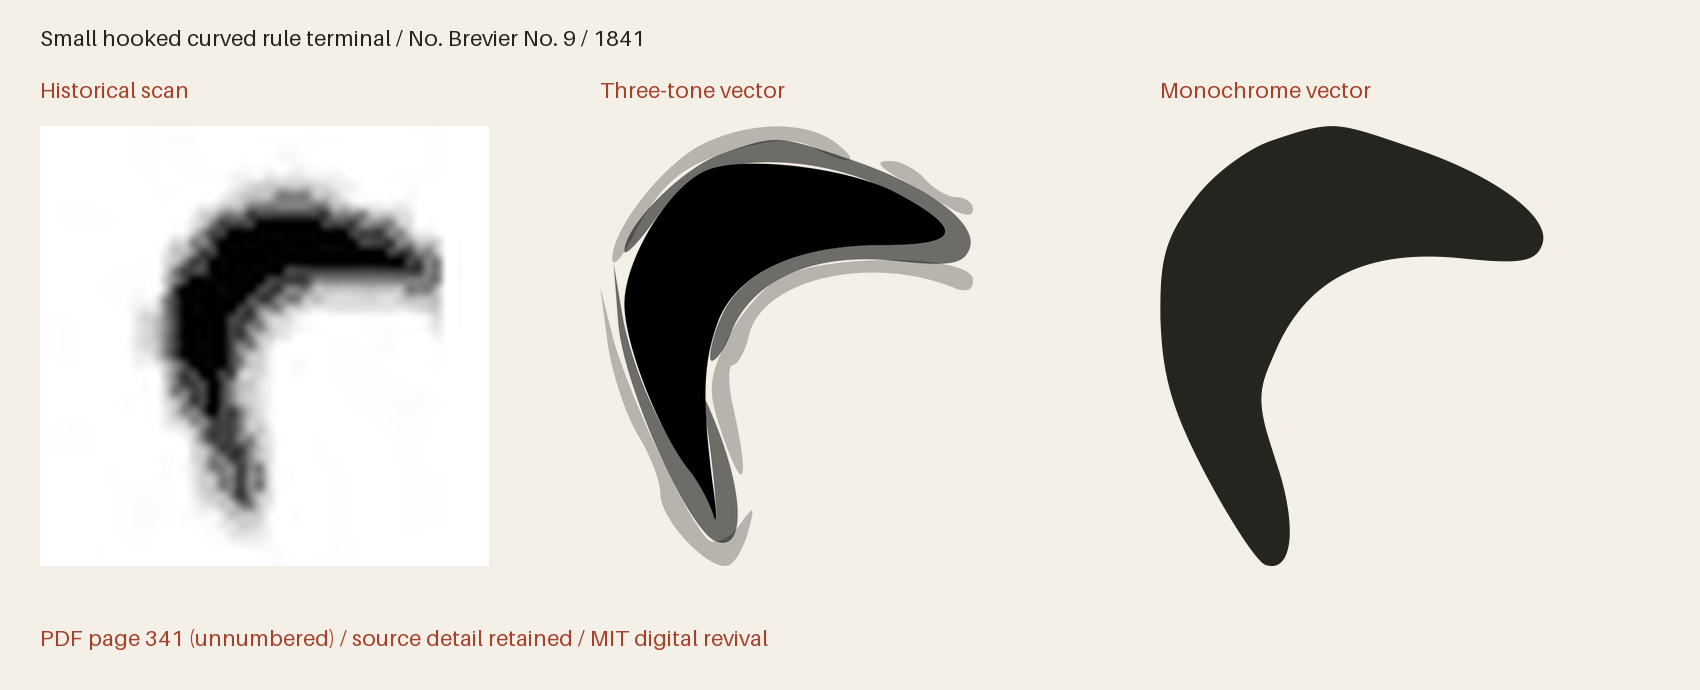 Small hooked curved rule terminal / No. Brevier No. 9 / 1841
Historical scan
Three-tone vector
Monochrome vector
PDF page 341 (unnumbered) / source detail retained / MIT digital revival